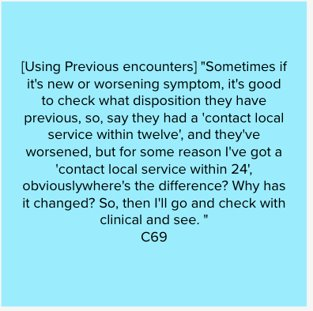 [Using Previous encounters] "Sometimes if
it's new or worsening symptom, it's good
to check what disposition they have
previous, so, say they had a 'contact local
service within twelve', and they've
worsened, but for some reason I've got a
'contact local service within 24',
obviouslywhere's the difference? Why has
it changed? So, then I'll go and check with
clinical and see. "
C69